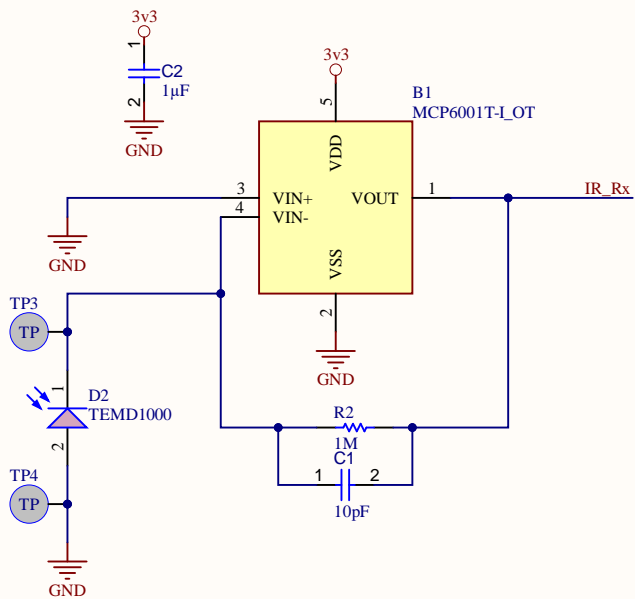 3v3
1
C2
1µF
2
GND
3v3
5
B1
MCP6001T-I_OT
VDD
3
VIN+
VOUT
1
IR_Rx
4
VIN-
VSS
2
GND
GND
TP3
TP
1
D2
TEMD1000
2
R2
1M
C1
1
2
10pF
TP4
TP
GND